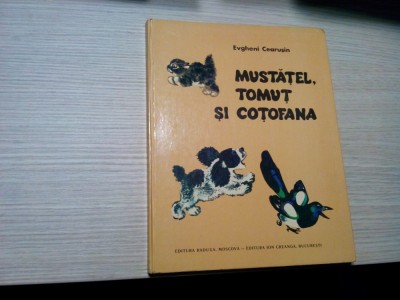 Evgheni Cearușin
MUSTĂȚEL,
TOMUȚ
ȘI COȚOFANA
EDITURA RADUGA, MOSCOVA – EDITURA ION CREANGĂ, BUCUREȘTI